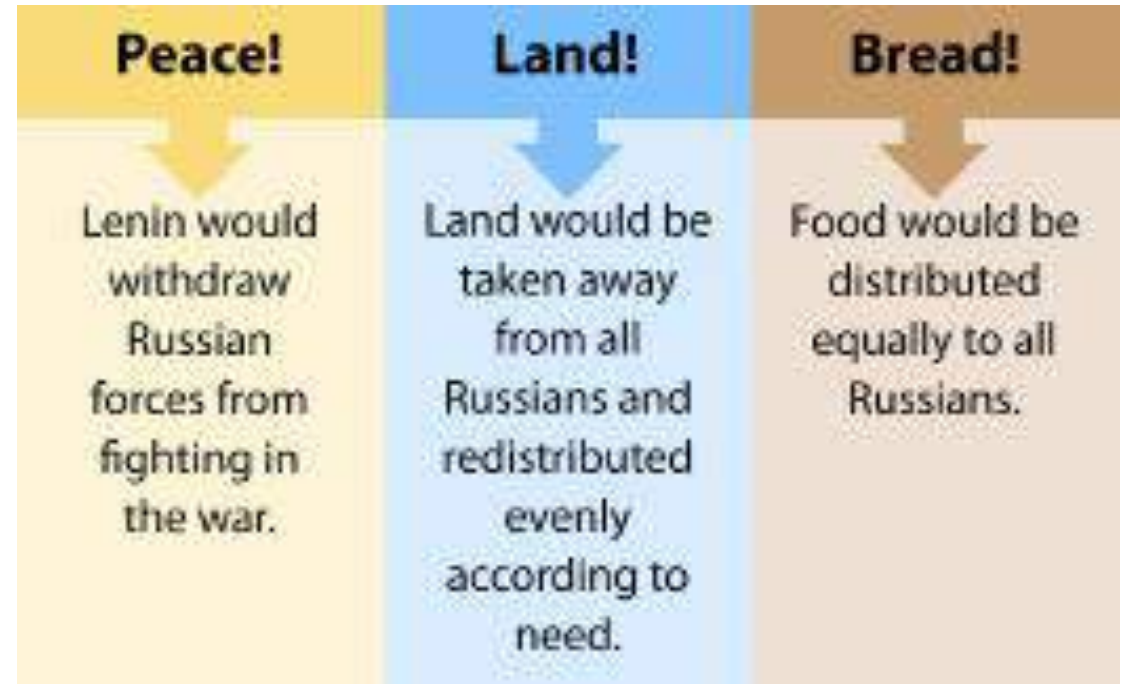 Peace!
Lenin would
withdraw
Russian
forces from
fighting in
the war.
Land!
Land would be
taken away
from all
Russians and
redistributed
evenly
according to
need.
Bread!
Food would be
distributed
equally to all
Russians.